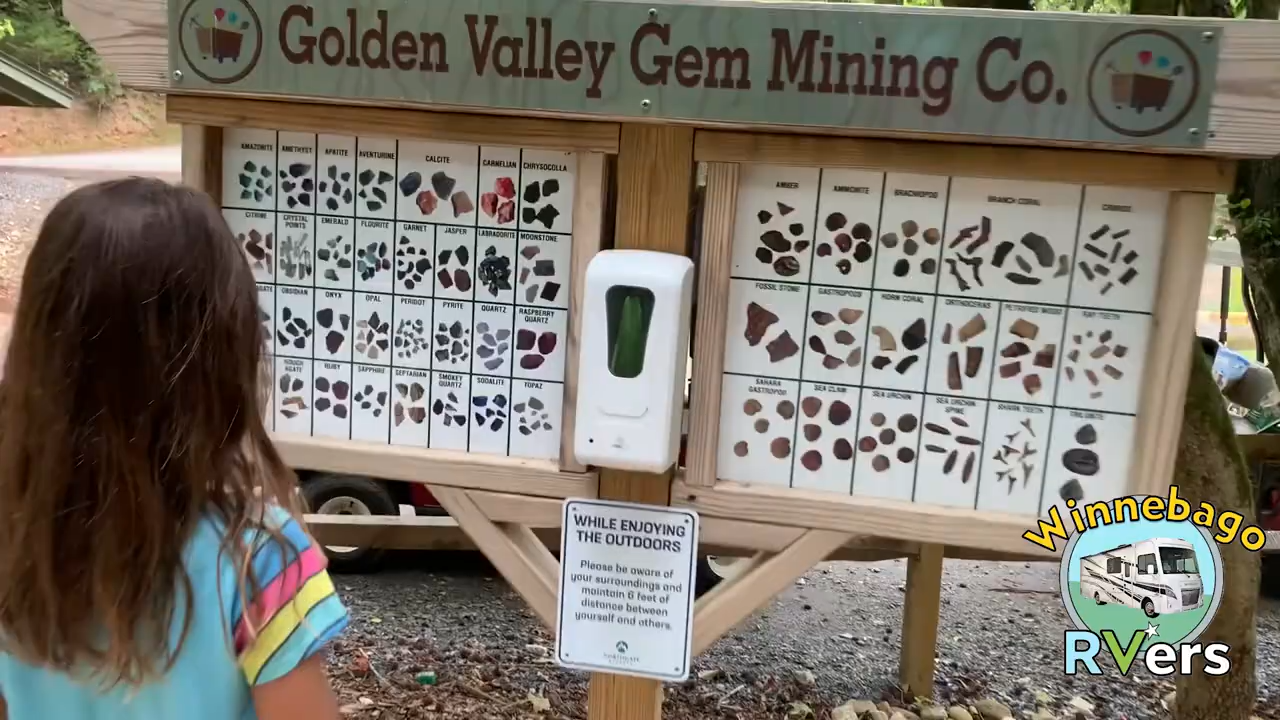 Golden Valley Gem Mining Co.
AMAZONITE AMETHYST APATITE AVENTURINE CALCITE CARNELIAN CHRYSOCOLLA
CITRINE CRYSTAL POINTS EMERALD FLOURITE GARNET JASPER LABRADORITE MOONSTONE
OBSIDIAN ONYX OPAL PERIDOT PYRITE QUARTZ RASPBERRY QUARTZ
ROUGH AGATE RUBY SAPPHIRE SEPTARIAN SMOKEY QUARTZ SODALITE TOPAZ
AMBER AMMONITE BRACHIOPOD BRANCH CORAL CRINOID
FOSSIL STONE GASTROPODS HORN CORAL ORTHOCERAS PETRIFIED WOOD RAY TEETH
SAHARA GASTROPOD SEA CLAM SEA URCHIN SEA URCHIN SPINE SHARK TEETH TRILOBITE
WHILE ENJOYING
THE OUTDOORS
Please be aware of
your surroundings and
maintain 6 feet of
distance between
yourself and others.
Winnebago
RVers